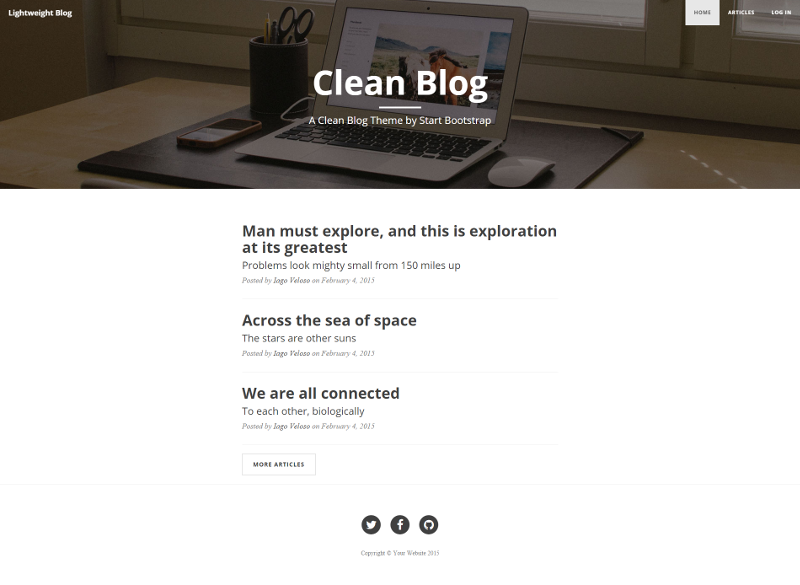 Lightweight Blog
HOME
ARTICLES
LOG IN
Clean Blog
A Clean Blog Theme by Start Bootstrap
Man must explore, and this is exploration
at its greatest
Problems look mighty small from 150 miles up
Posted by Iago Veloso on February 4, 2015
Across the sea of space
The stars are other suns
Posted by Iago Veloso on February 4, 2015
We are all connected
To each other, biologically
Posted by Iago Veloso on February 4, 2015
MORE ARTICLES
Copyright © Your Website 2015